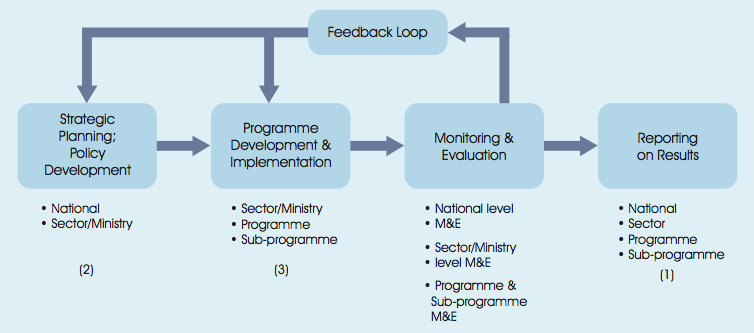 Feedback Loop
Strategic
Planning;
Policy
Development
Programme
Development &
Implementation
Monitoring &
Evaluation
Reporting
on Results
• National
• Sector/Ministry
(2)
• Sector/Ministry
• Programme
• Sub-programme
(3)
• National level
• M&E
• Sector/Ministry
• level M&E
• Programme &
• Sub-programme
M&E
• National
• Sector
• Programme
• Sub-programme
(1)